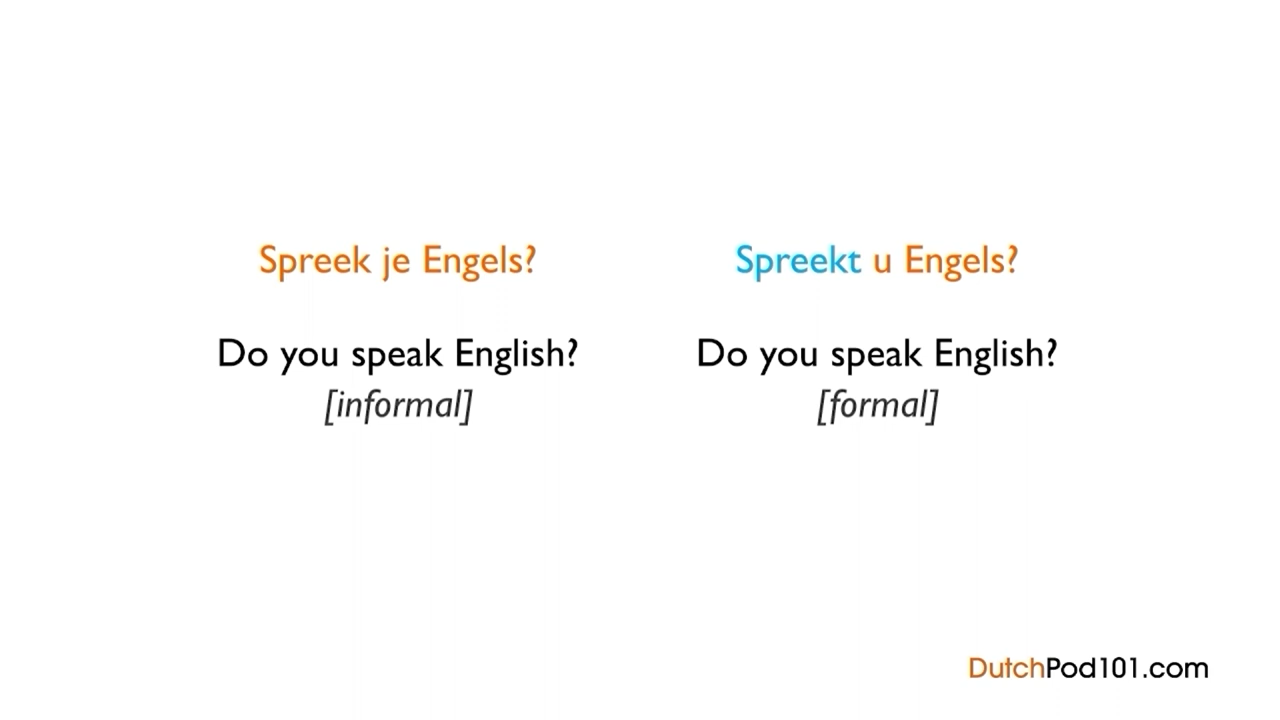 Spreek je Engels?
Do you speak English?
[informal]
Spreekt u Engels?
Do you speak English?
[formal]
DutchPod101.com